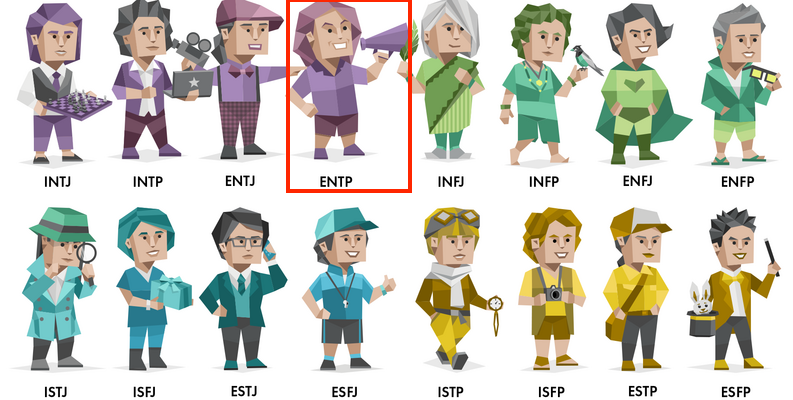 INTJ INTP ENTJ ENTP INFJ INFP ENFJ ENFP
ISTJ ISFJ ESTJ ESFJ ISTP ISFP ESTP ESFP